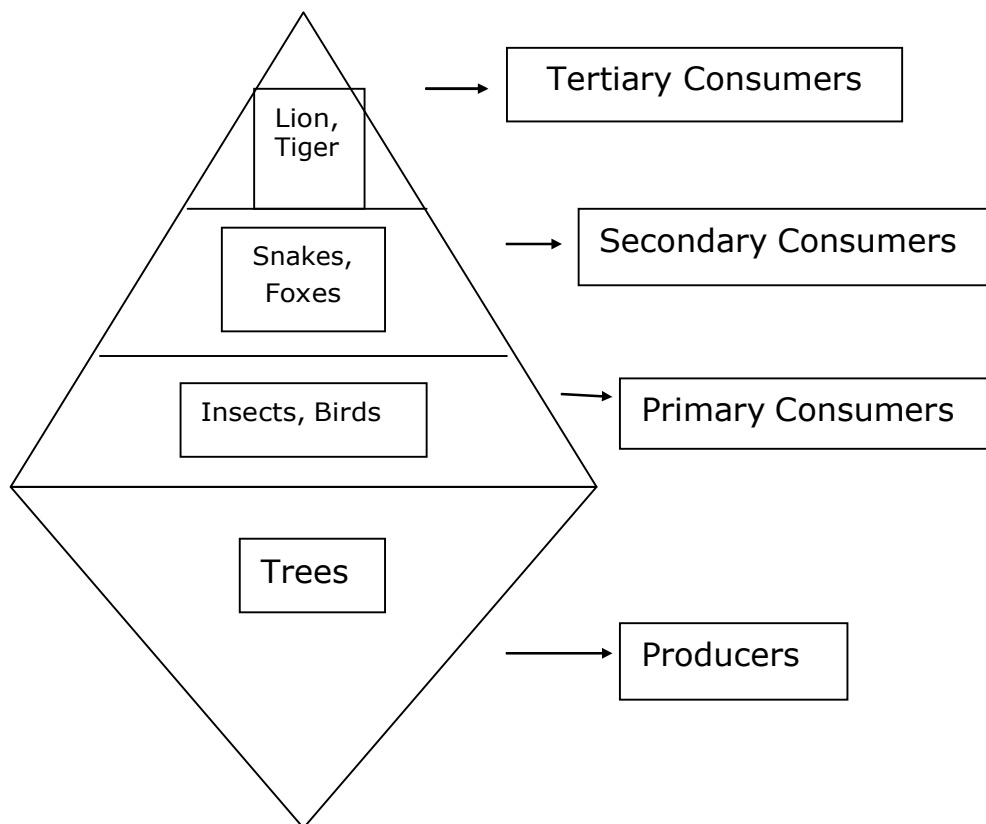 Tertiary Consumers
Lion,
Tiger
Secondary Consumers
Snakes,
Foxes
Primary Consumers
Insects, Birds
Trees
Producers